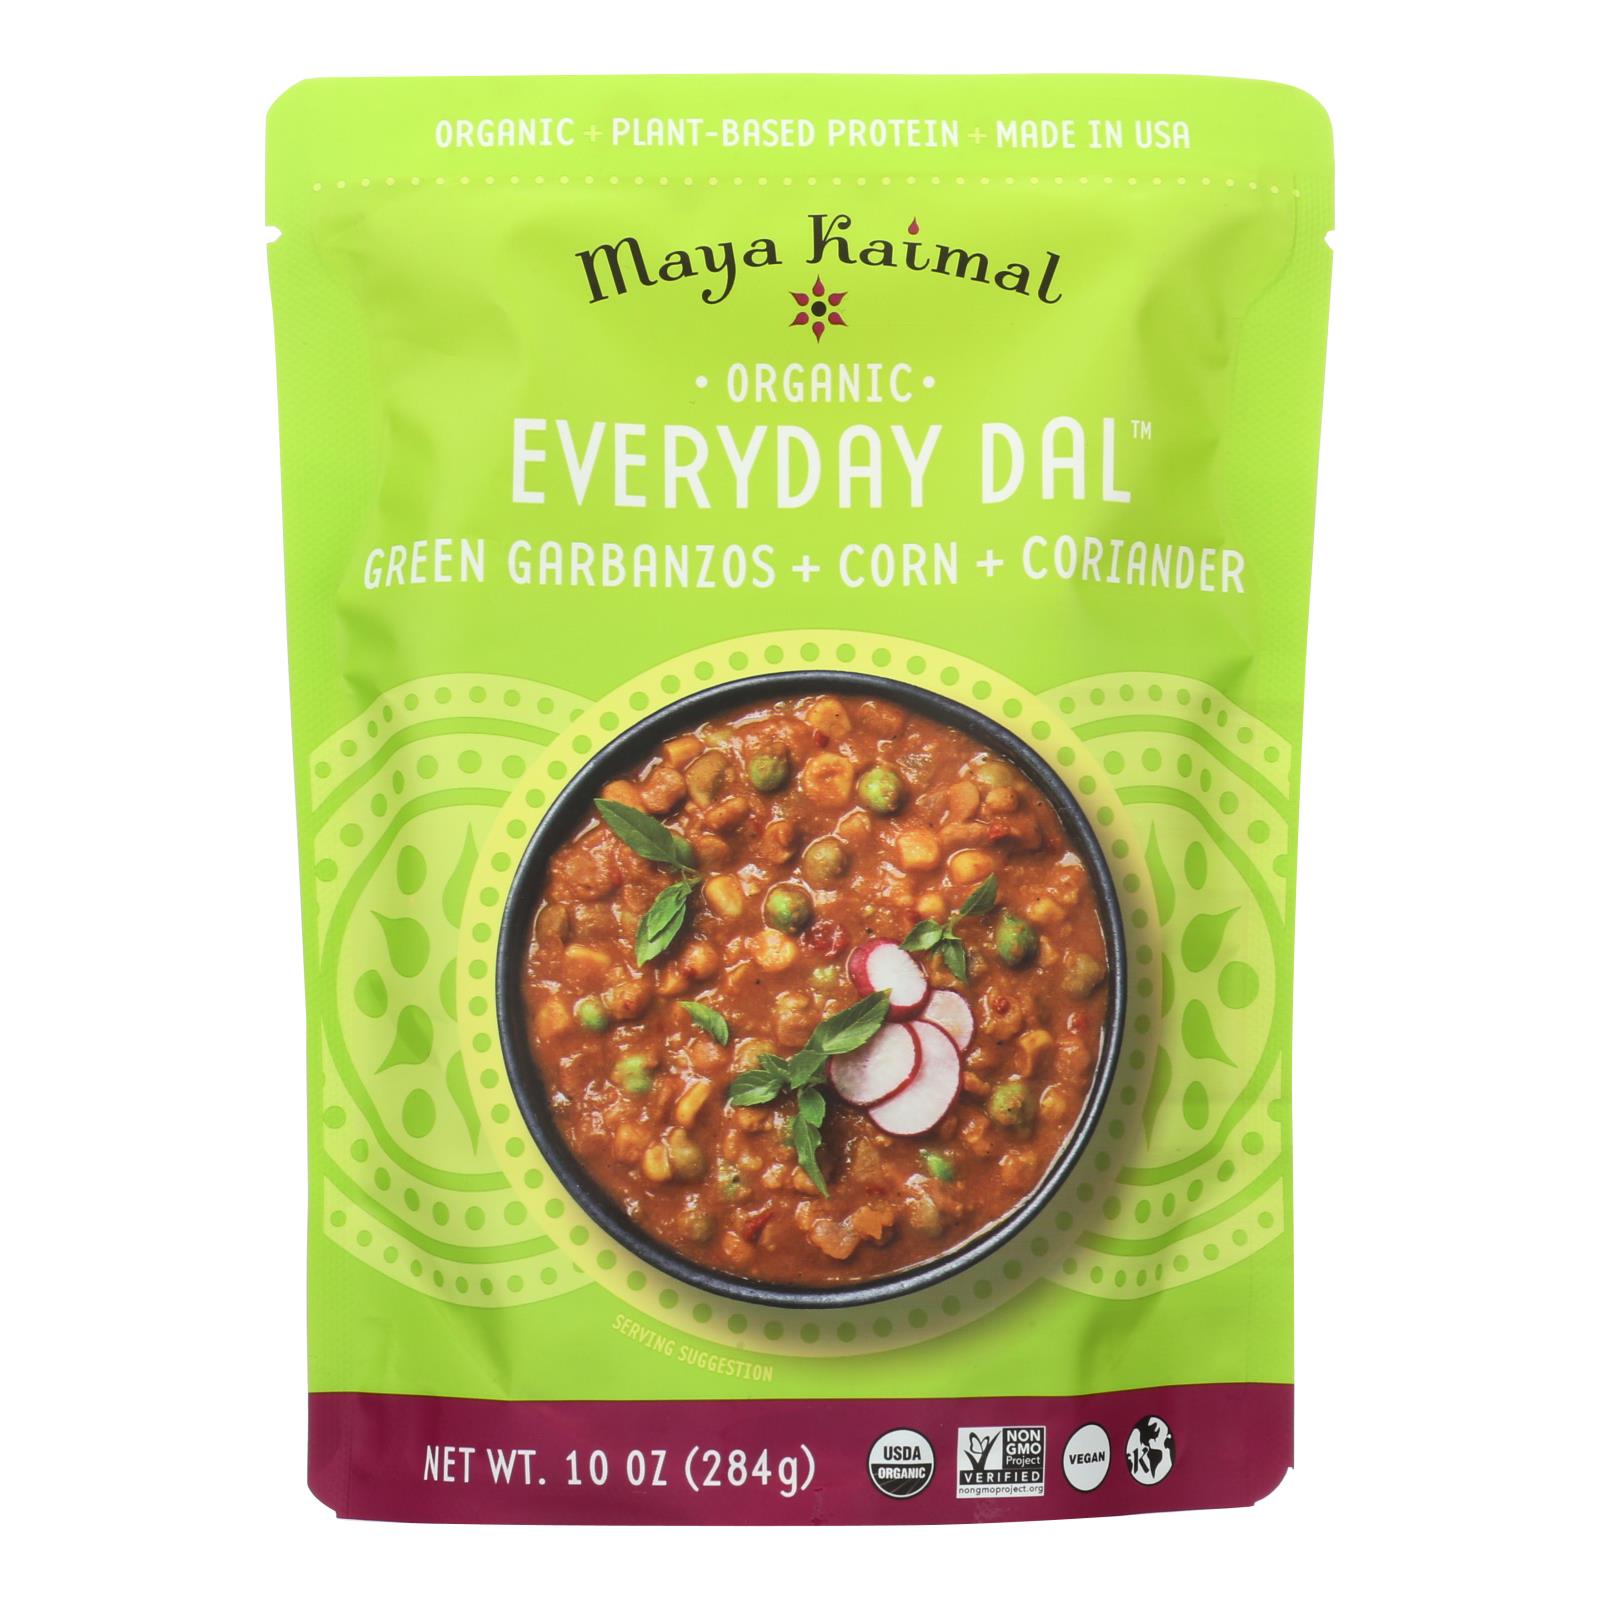 ORGANIC + PLANT-BASED PROTEIN + MADE IN USA
Maya Kaimal
• ORGANIC •
EVERYDAY DAL™
GREEN GARBANZOS + CORN + CORIANDER
SERVING SUGGESTION
NET WT. 10 OZ (284g)
USDA
ORGANIC
NON
GMO
Project
VERIFIED
nongmoproject.org
VEGAN
K